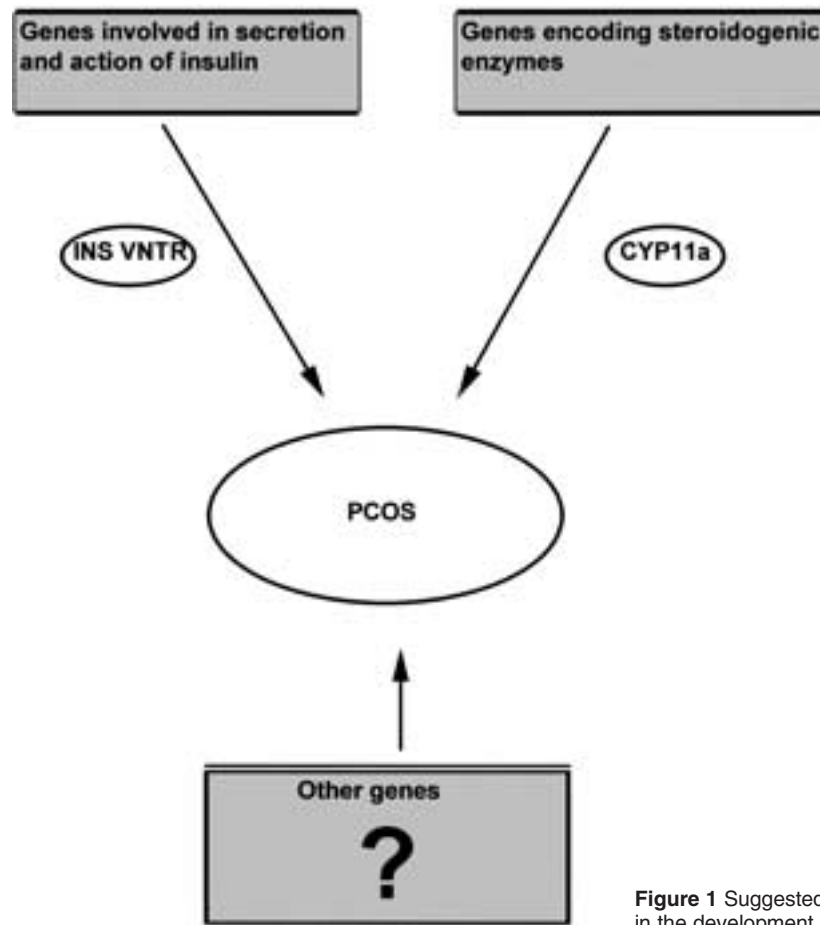 Genes involved in secretion
and action of insulin
Genes encoding steroidogenic
enzymes
INS VNTR
CYP11a
PCOS
Other genes
?
Figure 1 Suggested
in the development